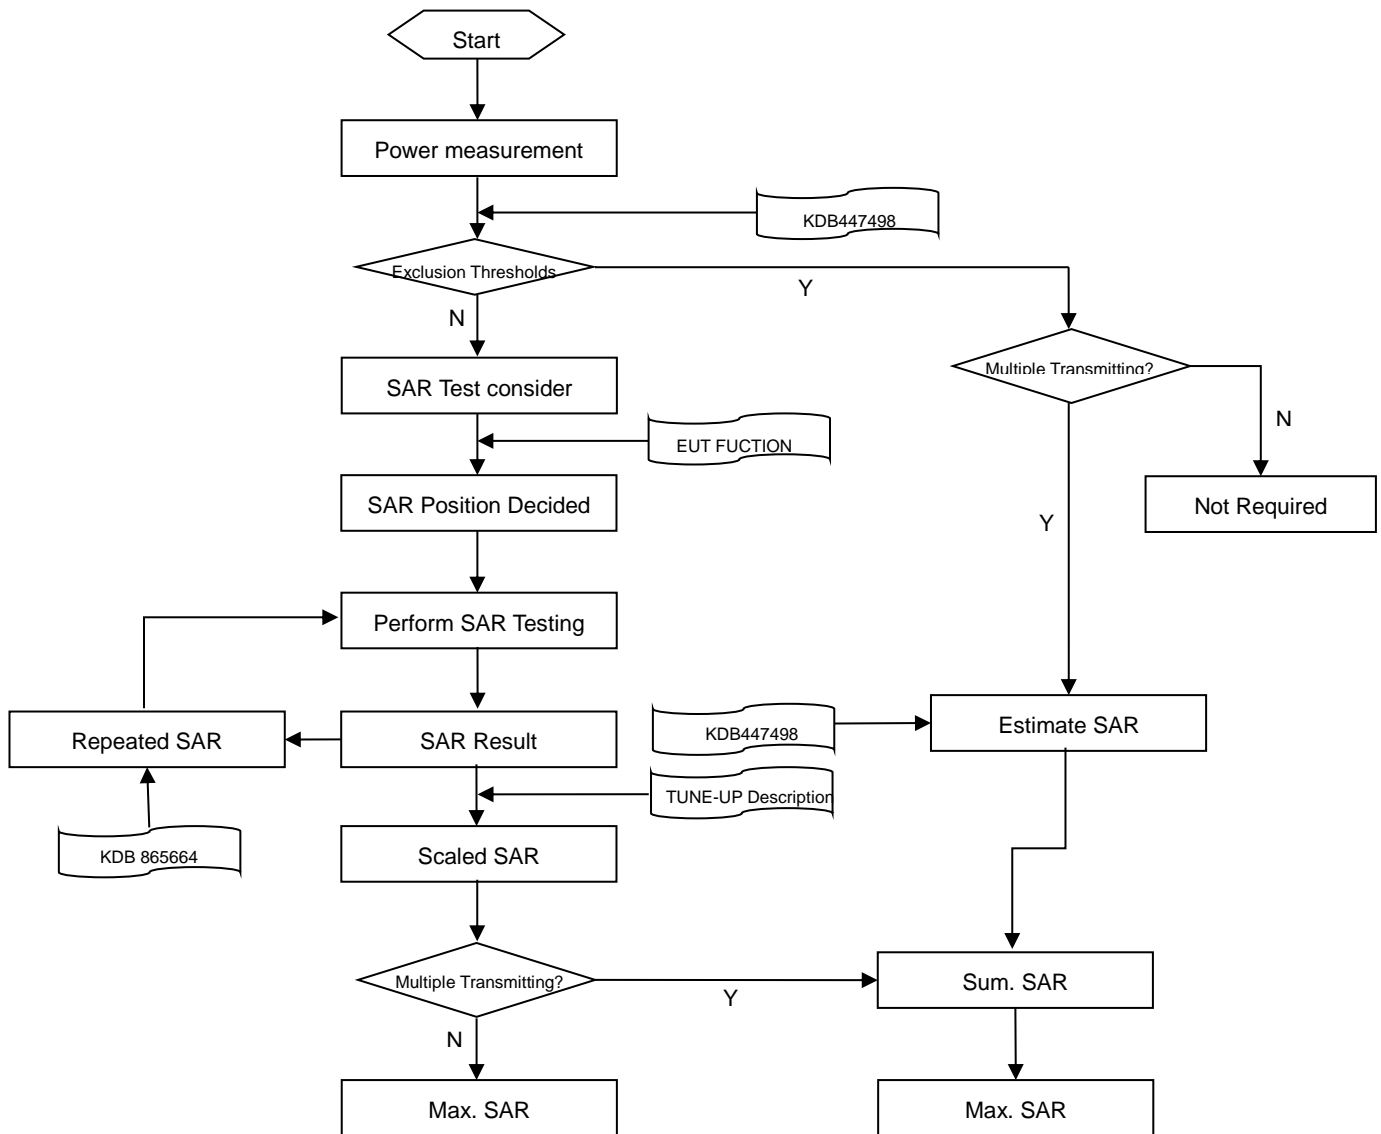 Start
Power measurement
KDB447498
Exclusion Thresholds
Y
N
Multiple Transmitting?
SAR Test consider
N
EUT FUCTION
SAR Position Decided
Not Required
Y
Perform SAR Testing
Repeated SAR
SAR Result
KDB447498
Estimate SAR
TUNE-UP Description
KDB 865664
Scaled SAR
Multiple Transmitting?
Y
Sum. SAR
N
Max. SAR
Max. SAR